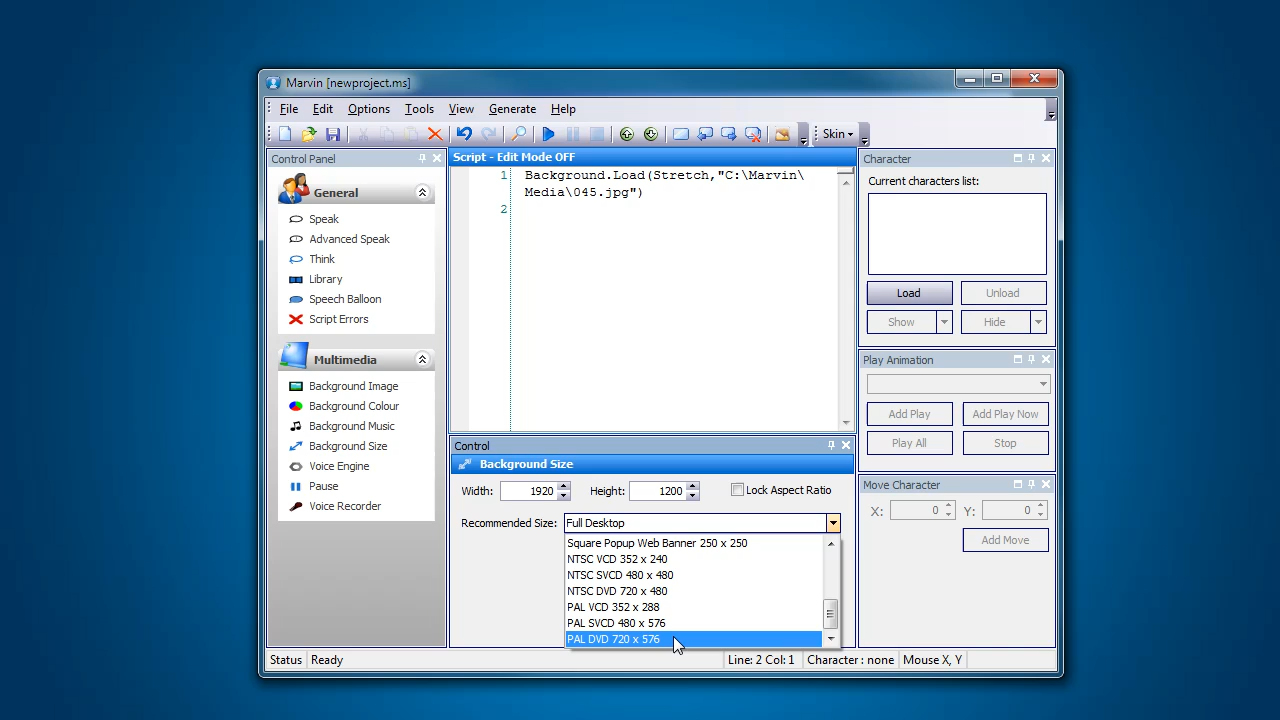 Marvin [newproject.ms]
File Edit Options Tools View Generate Help
Skin
Control Panel
General
Speak
Advanced Speak
Think
Library
Speech Balloon
Script Errors
Multimedia
Background Image
Background Colour
Background Music
Background Size
Voice Engine
Pause
Voice Recorder
Script - Edit Mode OFF
1 Background.Load(Stretch,"C:\Marvin\
Media\045.jpg")
2
Control
Background Size
Width: 1920 Height: 1200 Lock Aspect Ratio
Recommended Size: Full Desktop
Square Popup Web Banner 250 x 250
NTSC VCD 352 x 240
NTSC SVCD 480 x 480
NTSC DVD 720 x 480
PAL VCD 352 x 288
PAL SVCD 480 x 576
PAL DVD 720 x 576
Character
Current characters list:
Load Unload
Show Hide
Play Animation
Add Play Add Play Now
Play All Stop
Move Character
X: 0 Y: 0
Add Move
Status Ready Line: 2 Col: 1 Character : none Mouse X, Y